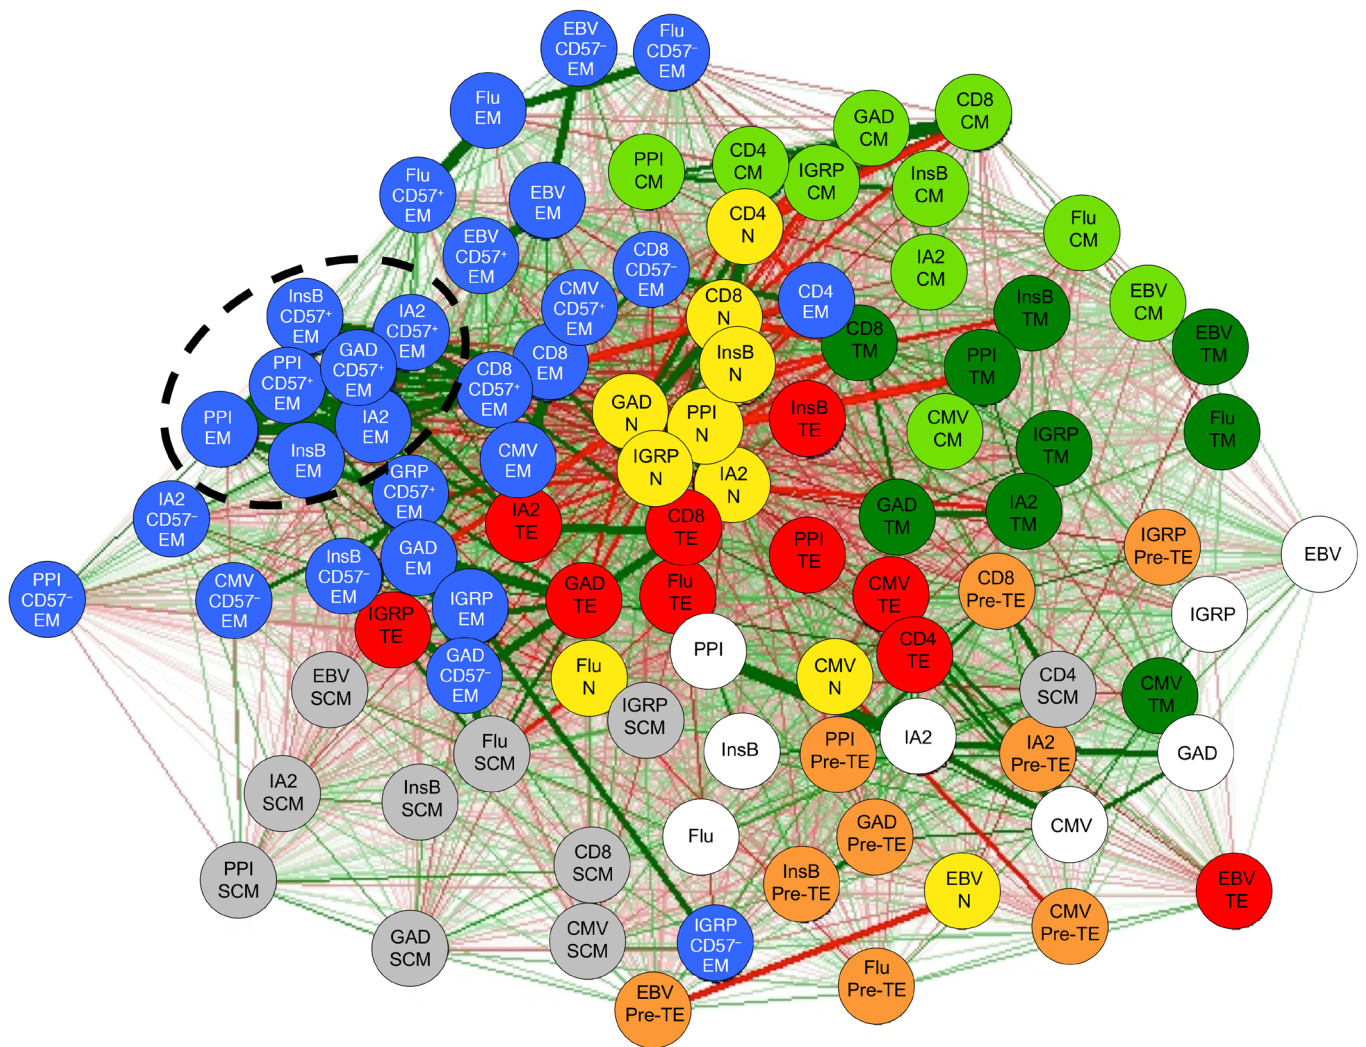 EBV
CD57–
EM
Flu
CD57–
EM
Flu
EM
CD8
CM
GAD
CM
PPI
CM
CD4
CM
IGRP
CM
InsB
CM
Flu
CD57+
EM
EBV
EM
CD4
N
Flu
CM
EBV
CD57+
EM
CD8
CD57–
EM
IA2
CM
EBV
CM
InsB
CD57+
EM
IA2
CD57+
EM
CMV
CD57+
EM
CD8
N
CD4
EM
InsB
TM
CD8
TM
EBV
TM
GAD
CD57+
EM
PPI
CD57+
EM
CD8
EM
CD8
CD57+
EM
InsB
N
PPI
TM
PPI
EM
IA2
EM
GAD
N
PPI
N
InsB
TE
CMV
CM
IGRP
TM
Flu
TM
InsB
EM
CMV
EM
IGRP
N
IA2
N
GRP
CD57+
EM
IA2
CD57–
EM
IA2
TE
CD8
TE
GAD
TM
IA2
TM
PPI
TE
IGRP
Pre-TE
EBV
GAD
EM
InsB
CD57–
EM
PPI
CD57–
EM
CMV
CD57–
EM
IGRP
TE
IGRP
EM
GAD
TE
Flu
TE
CMV
TE
CD8
Pre-TE
IGRP
PPI
CD4
TE
GAD
CD57–
EM
EBV
SCM
Flu
N
CMV
N
CD4
SCM
CMV
TM
IGRP
SCM
Flu
SCM
InsB
PPI
Pre-TE
IA2
IA2
Pre-TE
GAD
IA2
SCM
InsB
SCM
Flu
GAD
Pre-TE
CMV
PPI
SCM
CD8
SCM
InsB
Pre-TE
EBV
N
EBV
TE
GAD
SCM
CMV
SCM
IGRP
CD57–
EM
CMV
Pre-TE
EBV
Pre-TE
Flu
Pre-TE